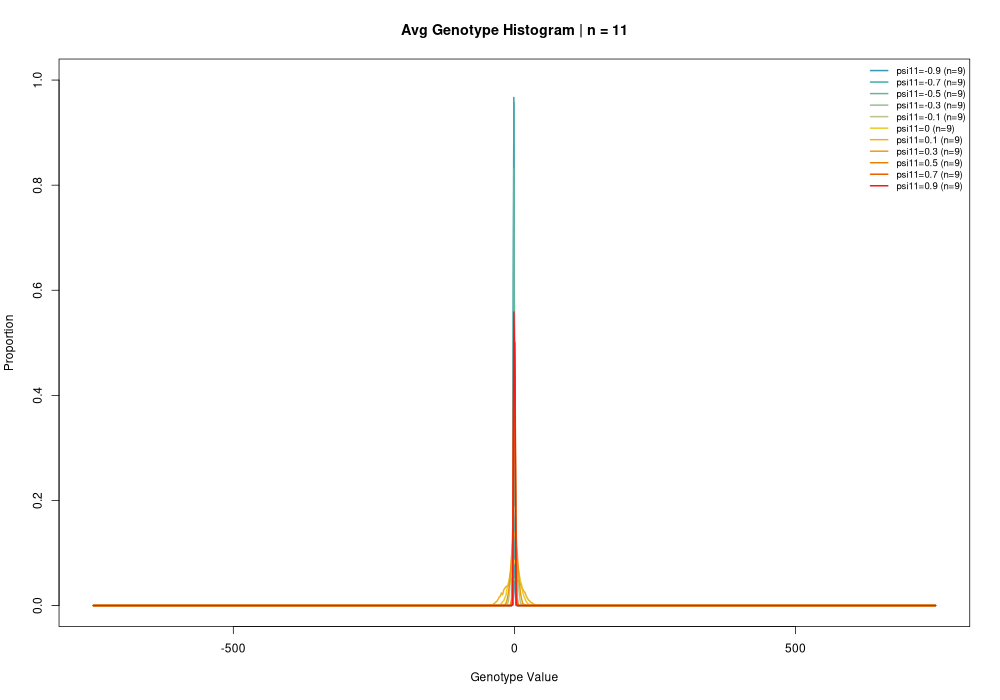 Avg Genotype Histogram | n = 11
psi11=-0.9 (n=9)
psi11=-0.7 (n=9)
psi11=-0.5 (n=9)
psi11=-0.3 (n=9)
psi11=-0.1 (n=9)
psi11=0 (n=9)
psi11=0.1 (n=9)
psi11=0.3 (n=9)
psi11=0.5 (n=9)
psi11=0.7 (n=9)
psi11=0.9 (n=9)
Proportion
1.0
0.8
0.6
0.4
0.2
0.0
-500 0 500
Genotype Value